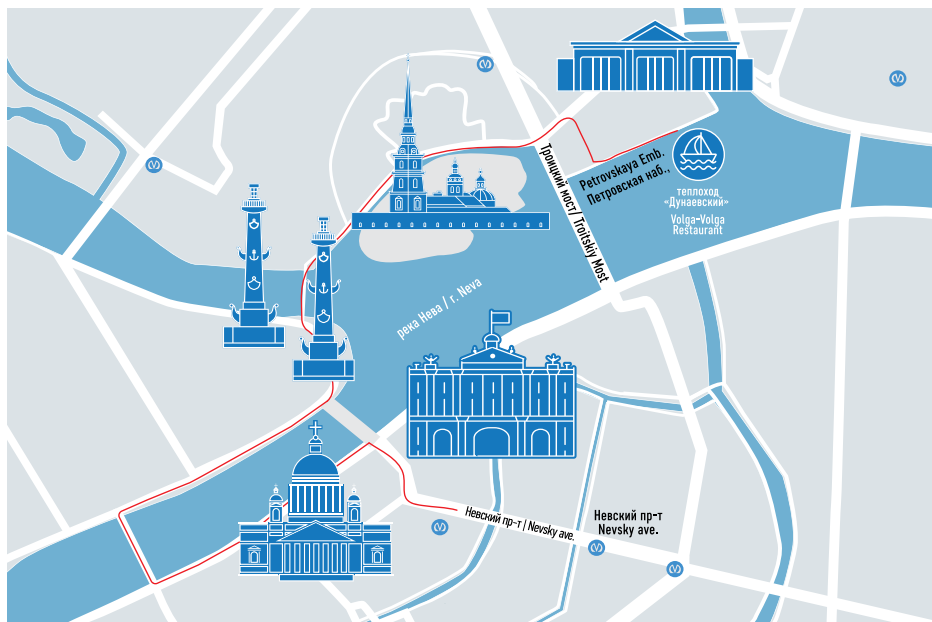 Троицкий мост/ Troitskiy Most
Petrovskaya Emb.
Петровская наб.,
теплоход
«Дунаевский»
Volga-Volga
Restaurant
река Нева / r. Neva
Невский пр-т | Nevsky ave.
Невский пр-т
Nevsky ave.